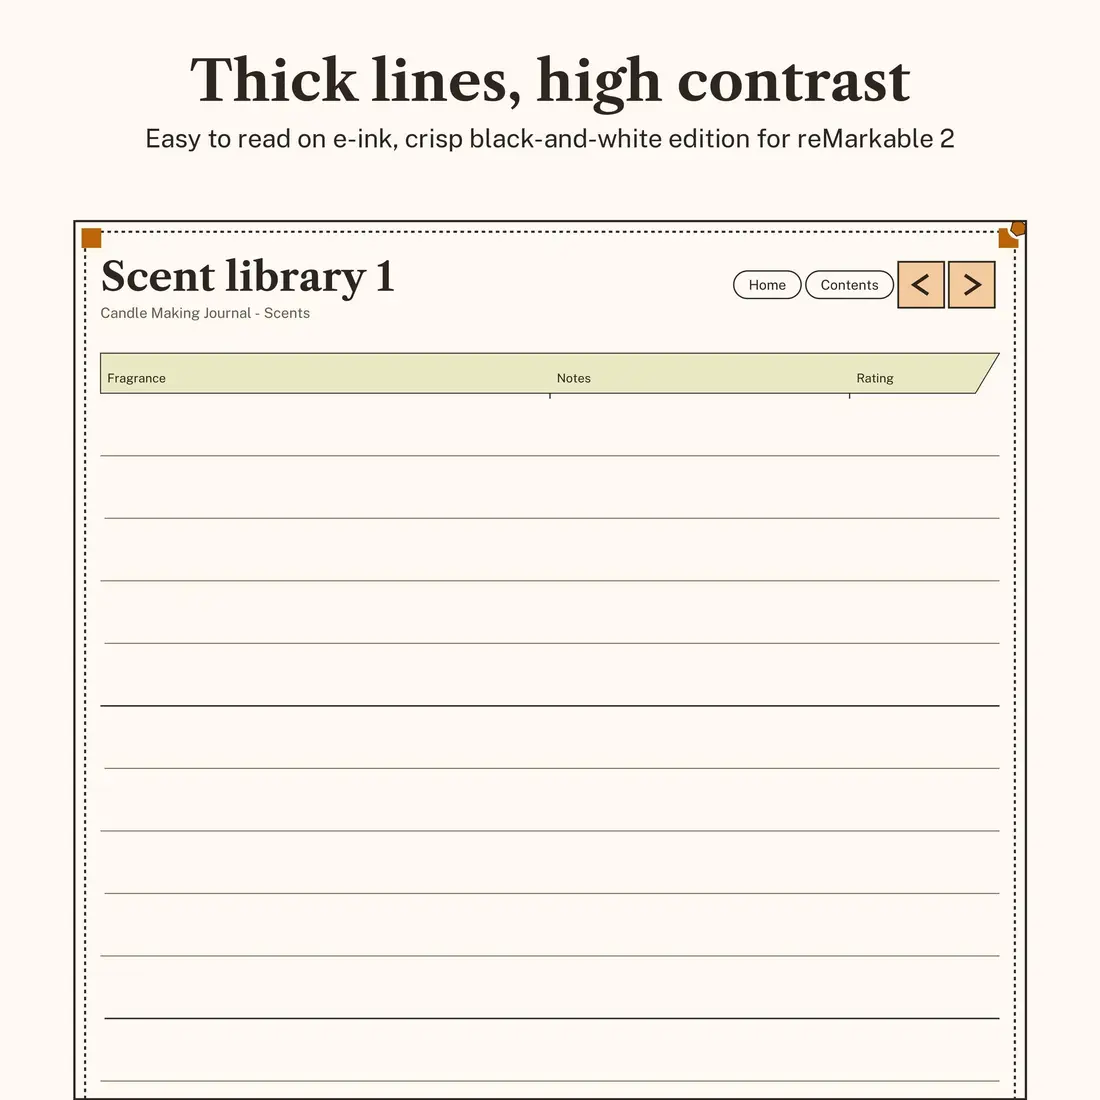 Thick lines, high contrast
Easy to read on e-ink, crisp black-and-white edition for reMarkable 2
Scent library 1
Home Contents < >
Candle Making Journal - Scents
Fragrance Notes Rating